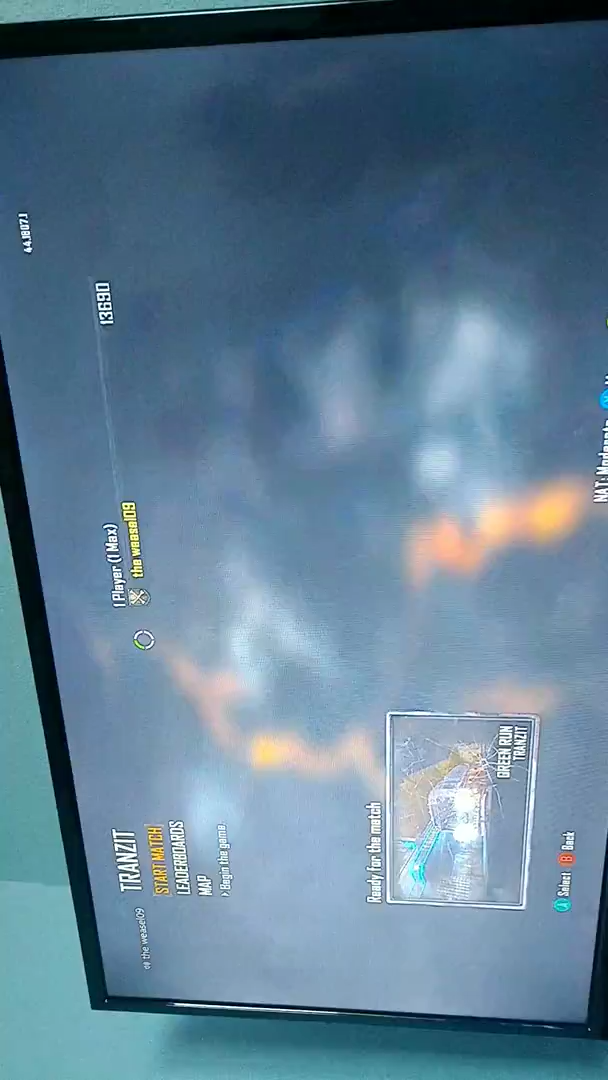 44.1807.1
((•)) the weasel09
TRANZIT
START MATCH
LEADERBOARDS
MAP
> Begin the game.
1 Player (1 Max)
the weasel09
13690
Ready for the match
GREEN RUN
TRANZIT
A Select B Back
NAT: Moderate